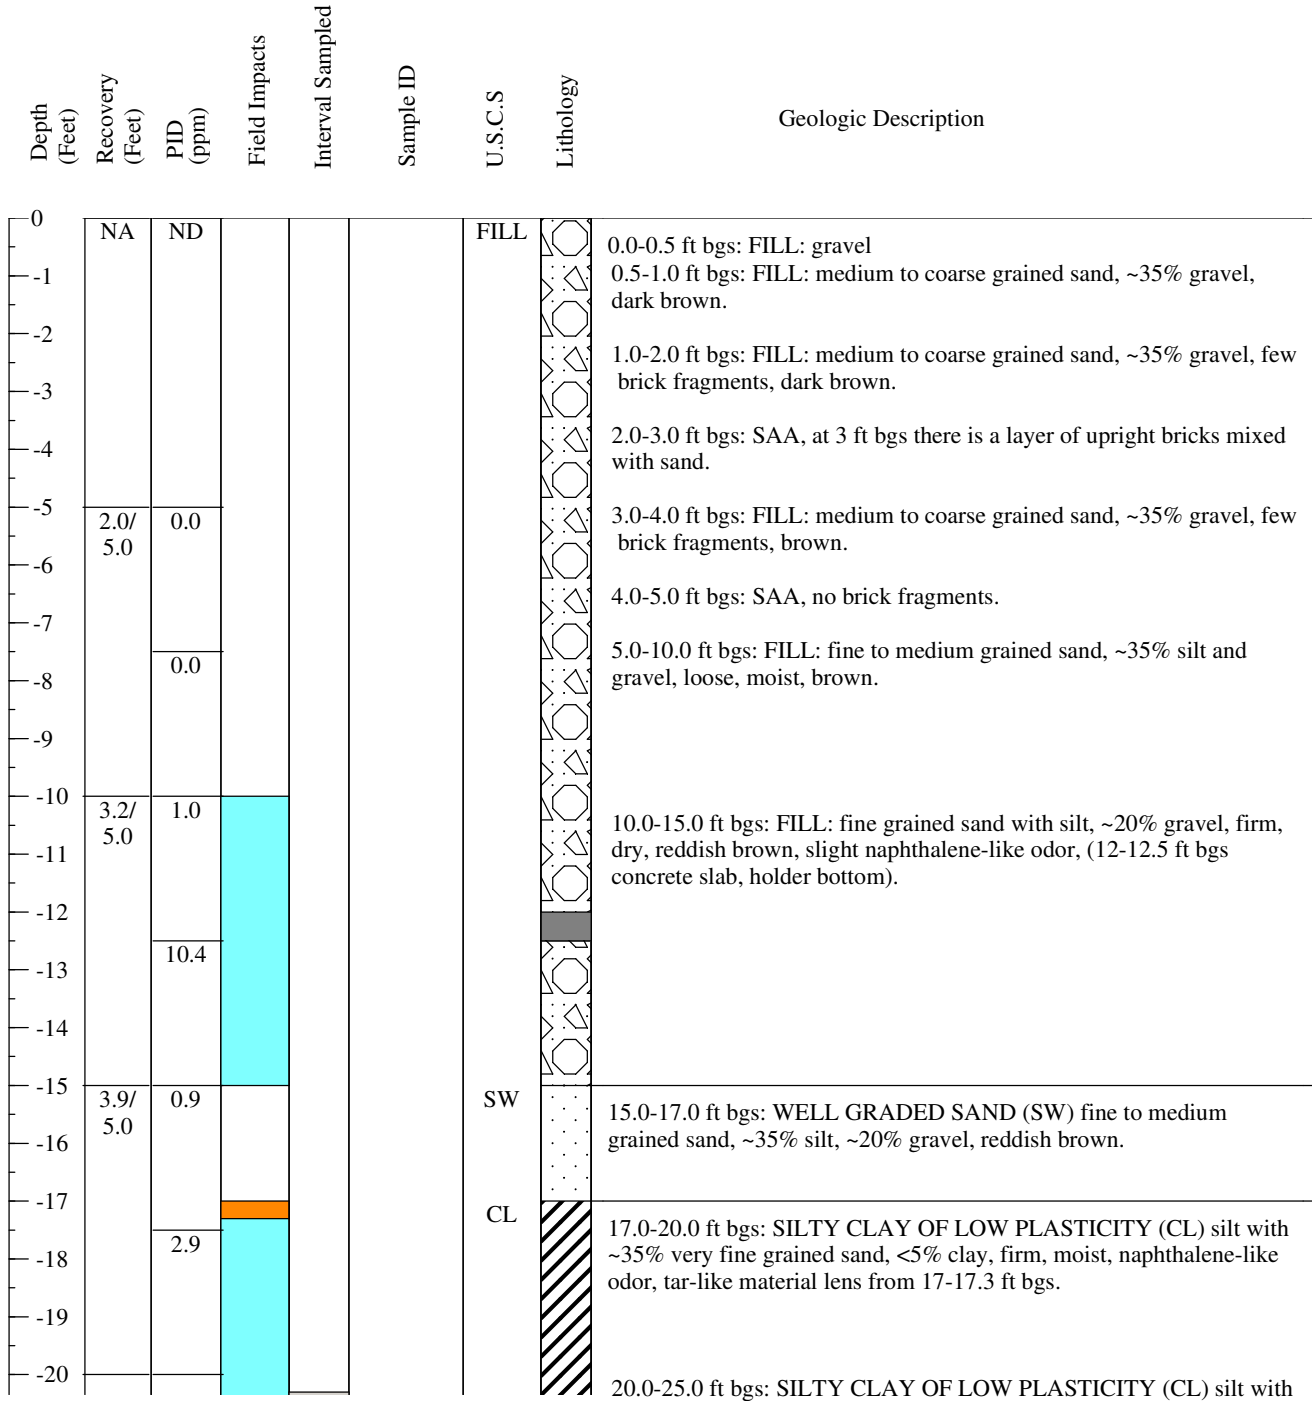 Depth
(Feet)
Recovery
(Feet)
PID
(ppm)
Field Impacts
Interval Sampled
Sample ID
U.S.C.S
Lithology
Geologic Description
0
NA
ND
FILL
0.0-0.5 ft bgs: FILL: gravel
0.5-1.0 ft bgs: FILL: medium to coarse grained sand, ~35% gravel,
dark brown.
-1
-2
1.0-2.0 ft bgs: FILL: medium to coarse grained sand, ~35% gravel, few
brick fragments, dark brown.
-3
2.0-3.0 ft bgs: SAA, at 3 ft bgs there is a layer of upright bricks mixed
with sand.
-4
-5
2.0/
5.0
0.0
3.0-4.0 ft bgs: FILL: medium to coarse grained sand, ~35% gravel, few
brick fragments, brown.
-6
4.0-5.0 ft bgs: SAA, no brick fragments.
-7
0.0
5.0-10.0 ft bgs: FILL: fine to medium grained sand, ~35% silt and
gravel, loose, moist, brown.
-8
-9
-10
3.2/
5.0
1.0
10.0-15.0 ft bgs: FILL: fine grained sand with silt, ~20% gravel, firm,
dry, reddish brown, slight naphthalene-like odor, (12-12.5 ft bgs
concrete slab, holder bottom).
-11
-12
10.4
-13
-14
-15
3.9/
5.0
0.9
SW
15.0-17.0 ft bgs: WELL GRADED SAND (SW) fine to medium
grained sand, ~35% silt, ~20% gravel, reddish brown.
-16
-17
CL
2.9
17.0-20.0 ft bgs: SILTY CLAY OF LOW PLASTICITY (CL) silt with
~35% very fine grained sand, <5% clay, firm, moist, naphthalene-like
odor, tar-like material lens from 17-17.3 ft bgs.
-18
-19
-20
20.0-25.0 ft bgs: SILTY CLAY OF LOW PLASTICITY (CL) silt with